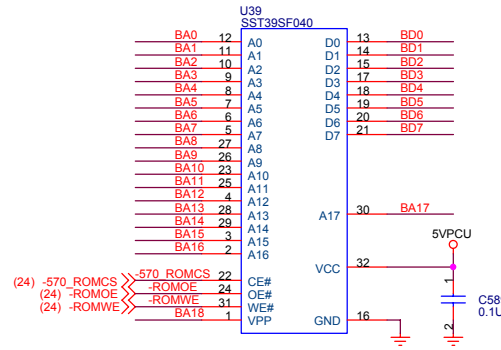 U39
SST39SF040
BA0 12 A0 D0 13 BD0
BA1 11 A1 D1 14 BD1
BA2 10 A2 D2 15 BD2
BA3 9 A3 D3 17 BD3
BA4 8 A4 D4 18 BD4
BA5 7 A5 D5 19 BD5
BA6 6 A6 D6 20 BD6
BA7 5 A7 D7 21 BD7
BA8 27 A8
BA9 26 A9
BA10 23 A10
BA11 25 A11
BA12 4 A12
BA13 28 A13 A17 30 BA17
BA14 29 A14
BA15 3 A15 5VPCU
BA16 2 A16
VCC 32
(24) -570_ROMCS -570_ROMCS 22 CE# 1
(24) -ROMOE -ROMOE 24 OE# C58
(24) -ROMWE -ROMWE 31 WE# 0.1U
BA18 1 VPP GND 16 2